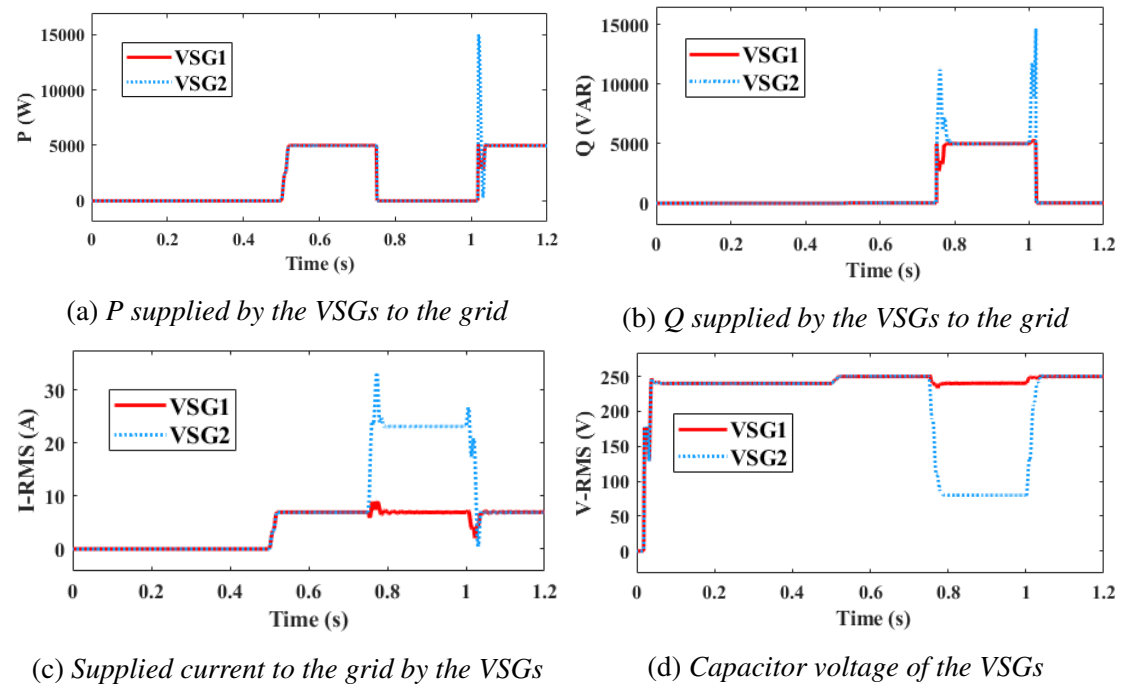 P (W)
15000
10000
5000
0
VSG1
VSG2
0 0.2 0.4 0.6 0.8 1 1.2
Time (s)
(a) P supplied by the VSGs to the grid
Q (VAR)
15000
10000
5000
0
VSG1
VSG2
0 0.2 0.4 0.6 0.8 1 1.2
Time (s)
(b) Q supplied by the VSGs to the grid
I-RMS (A)
30
20
10
0
VSG1
VSG2
0 0.2 0.4 0.6 0.8 1 1.2
Time (s)
(c) Supplied current to the grid by the VSGs
V-RMS (V)
250
200
150
100
50
0
VSG1
VSG2
0 0.2 0.4 0.6 0.8 1 1.2
Time (s)
(d) Capacitor voltage of the VSGs